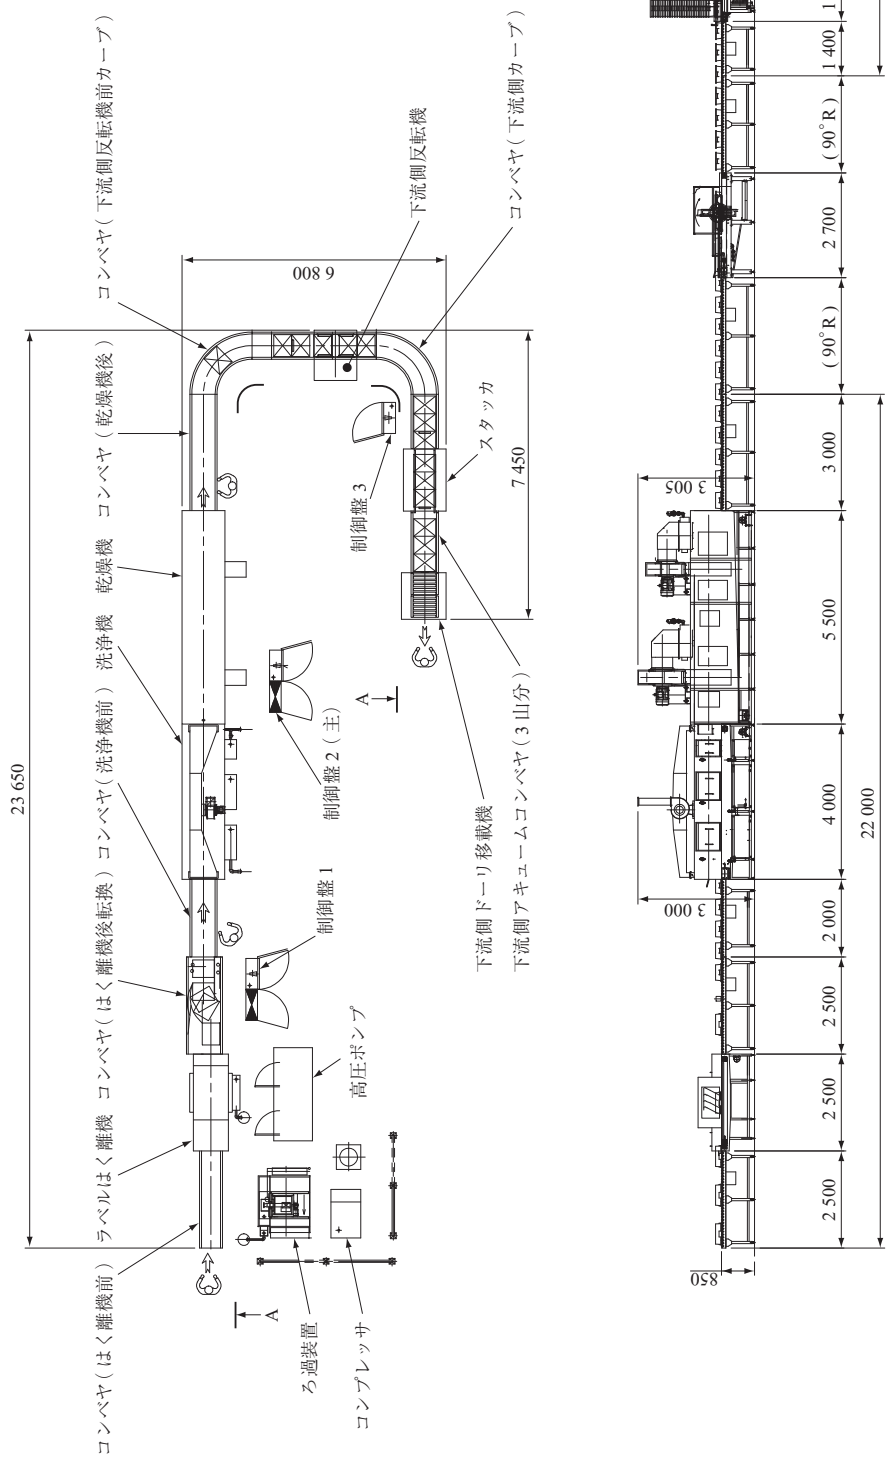 23 650
コンベヤ(はく離機前)
ラベルはく離機
コンベヤ(はく離機後転換)
コンベヤ(洗浄機前)
洗浄機
乾燥機
コンベヤ(乾燥機後)
コンベヤ(下流側反転機前カーブ)
6 800
下流側反転機
コンベヤ(下流側カーブ)
スタッカ
7 450
制御盤 3
制御盤 2(主)
制御盤 1
高圧ポンプ
ろ過装置
コンプレッサ
下流側ドーリ移載機
下流側アキュームコンベヤ(3 山分)
A
A
3 000
3 005
850
2 500
2 500
2 500
2 000
4 000
5 500
3 000
(90°R)
2 700
(90°R)
1 400
1
22 000